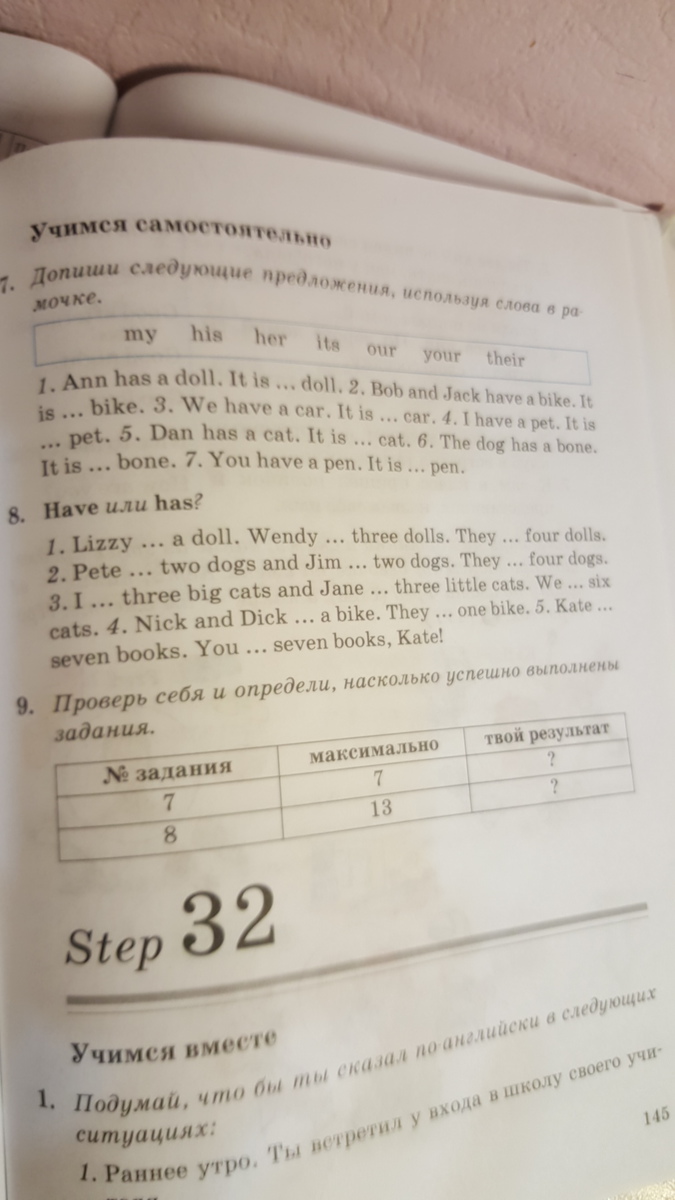 Учимся самостоятельно
7. Допиши следующие предложения, используя слова в ра-
мочке.
my his her its our your their
1. Ann has a doll. It is ... doll. 2. Bob and Jack have a bike. It
is ... bike. 3. We have a car. It is ... car. 4. I have a pet. It is
... pet. 5. Dan has a cat. It is ... cat. 6. The dog has a bone.
It is ... bone. 7. You have a pen. It is ... pen.
8. Have или has?
1. Lizzy ... a doll. Wendy ... three dolls. They ... four dolls.
2. Pete ... two dogs and Jim ... two dogs. They ... four dogs.
3. I ... three big cats and Jane ... three little cats. We ... six
cats. 4. Nick and Dick ... a bike. They ... one bike. 5. Kate ...
seven books. You ... seven books, Kate!
9. Проверь себя и определи, насколько успешно выполнены
задания.
№ задания максимально твой результат
7 7 ?
8 13 ?
Step 32
Учимся вместе
1. Подумай, что бы ты сказал по-английски в следующих
ситуациях:
1. Раннее утро. Ты встретил у входа в школу своего учи-
145